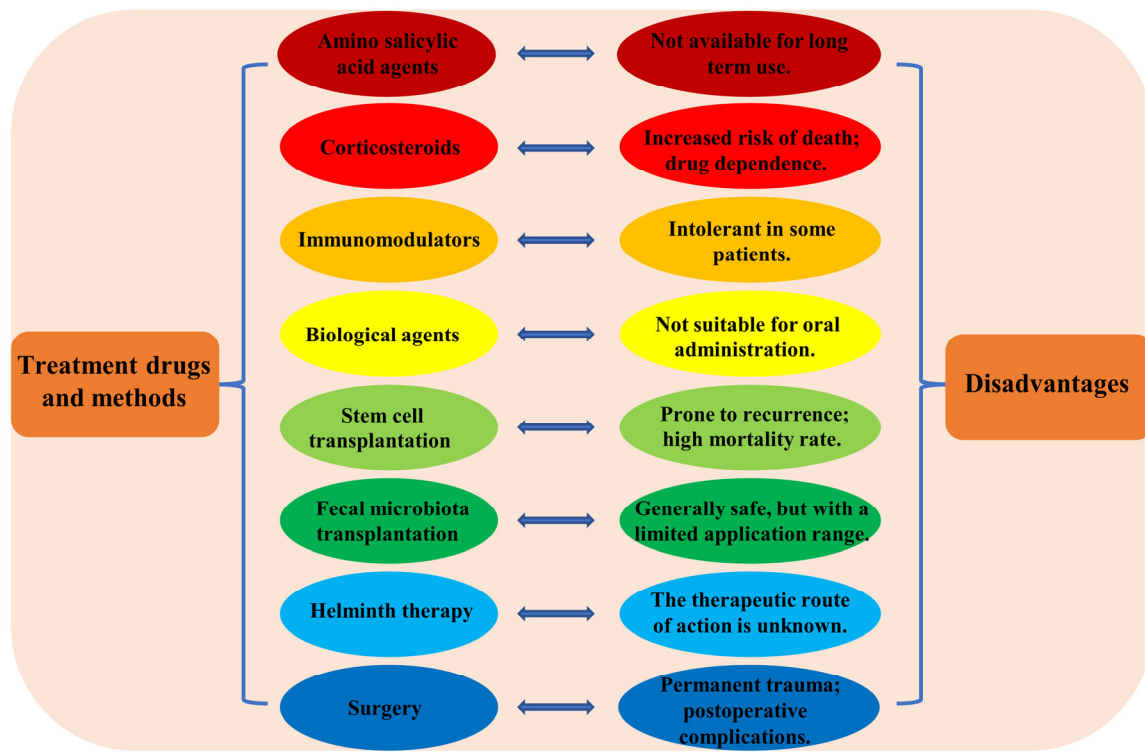 Treatment drugs
and methods
Amino salicylic
acid agents
Not available for long
term use.
Corticosteroids
Increased risk of death;
drug dependence.
Immunomodulators
Intolerant in some
patients.
Biological agents
Not suitable for oral
administration.
Stem cell
transplantation
Prone to recurrence;
high mortality rate.
Fecal microbiota
transplantation
Generally safe, but with a
limited application range.
Helminth therapy
The therapeutic route
of action is unknown.
Surgery
Permanent trauma;
postoperative
complications.
Disadvantages